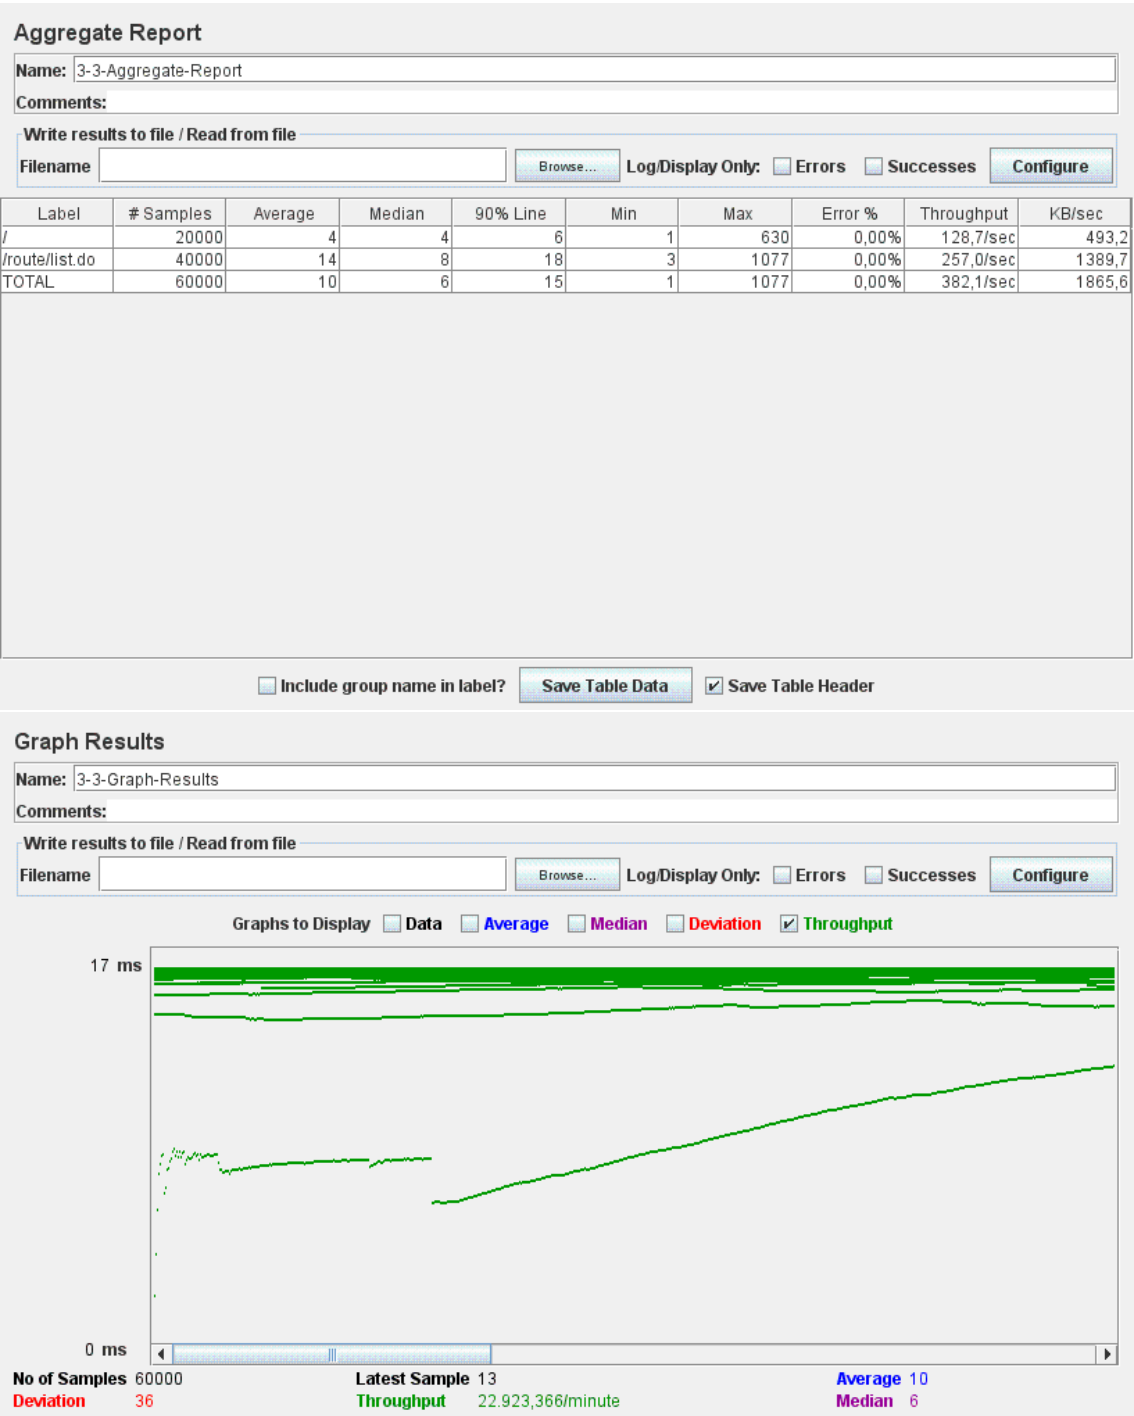 Aggregate Report
Name: 3-3-Aggregate-Report
Comments:
Write results to file / Read from file
Filename Browse... Log/Display Only: Errors Successes Configure
Label # Samples Average Median 90% Line Min Max Error % Throughput KB/sec
/ 20000 4 4 6 1 630 0,00% 128,7/sec 493,2
/route/list.do 40000 14 8 18 3 1077 0,00% 257,0/sec 1389,7
TOTAL 60000 10 6 15 1 1077 0,00% 382,1/sec 1865,6
Include group name in label? Save Table Data Save Table Header
Graph Results
Name: 3-3-Graph-Results
Comments:
Write results to file / Read from file
Filename Browse... Log/Display Only: Errors Successes Configure
Graphs to Display Data Average Median Deviation Throughput
17 ms
0 ms
No of Samples 60000 Latest Sample 13 Average 10
Deviation 36 Throughput 22.923,366/minute Median 6